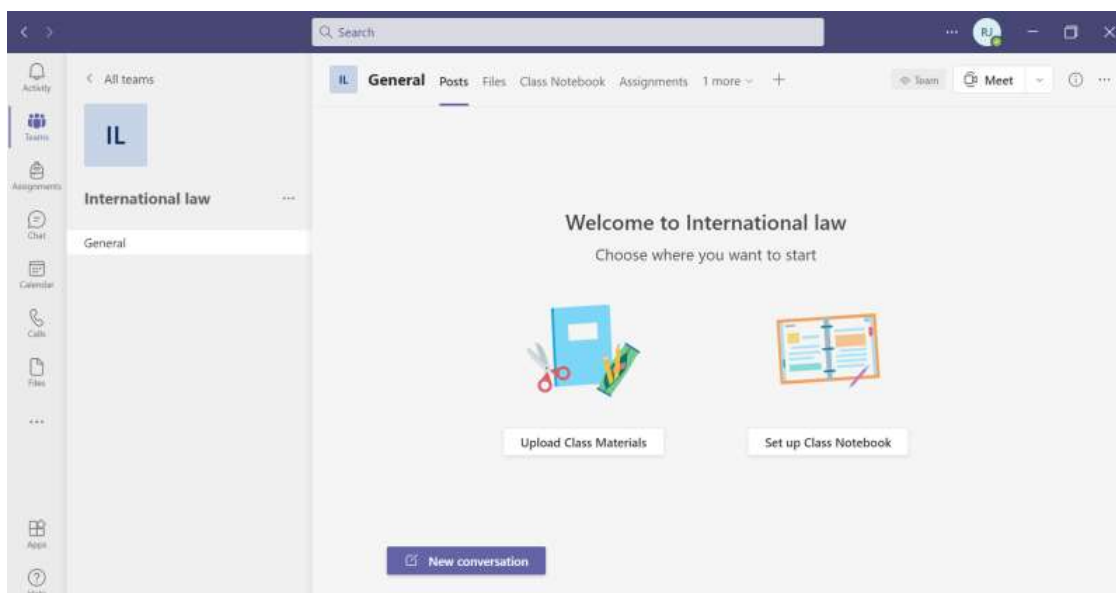 Search
RJ
Activity
Teams
Assignments
Chat
Calendar
Calls
Files
Apps
All teams
IL
International law
General
IL General Posts Files Class Notebook Assignments 1 more
Team Meet
Welcome to International law
Choose where you want to start
Upload Class Materials Set up Class Notebook
New conversation